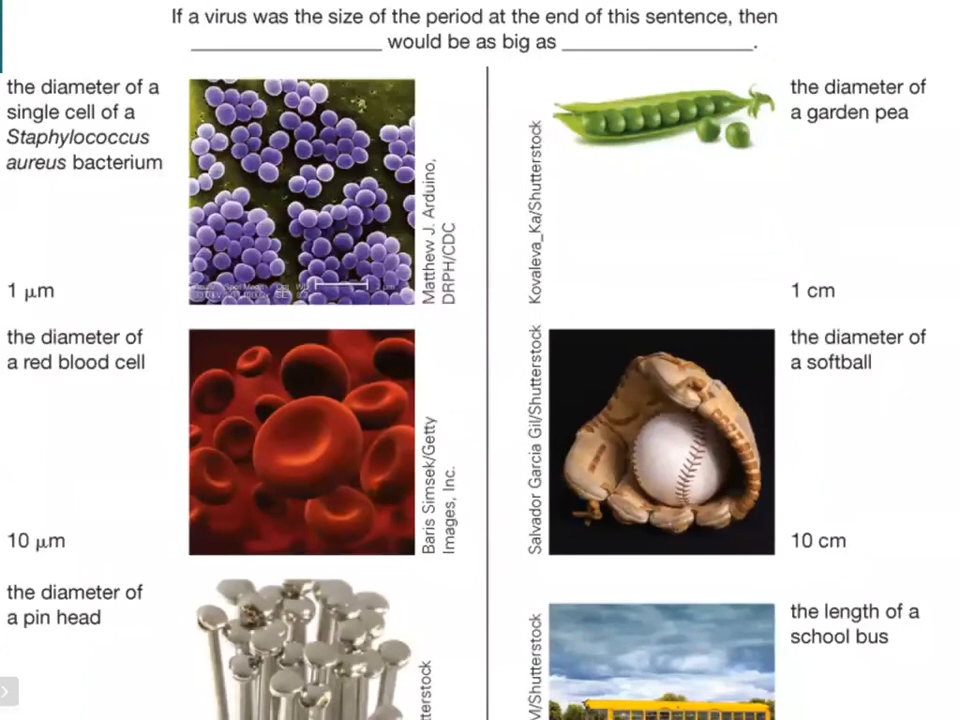 If a virus was the size of the period at the end of this sentence, then
_________________ would be as big as _________________.
the diameter of a
single cell of a
Staphylococcus
aureus bacterium
1 μm
Matthew J. Arduino,
DRPH/CDC
Kovaleva_Ka/Shutterstock
the diameter of
a garden pea
1 cm
the diameter of
a red blood cell
10 μm
Baris Simsek/Getty
Images, Inc.
Salvador Garcia Gil/Shutterstock
the diameter of
a softball
10 cm
the diameter of
a pin head
tterstock
M/Shutterstock
the length of a
school bus